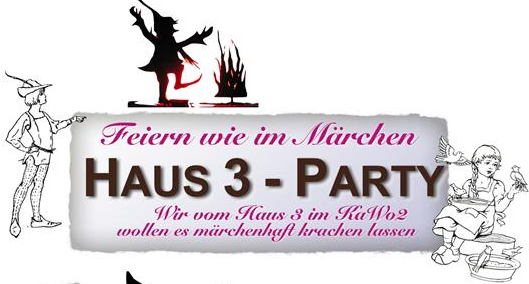 Feiern wie im Märchen
HAUS 3 - PARTY
Wir vom Haus 3 im KaWo2
wollen es märchenhaft krachen lassen